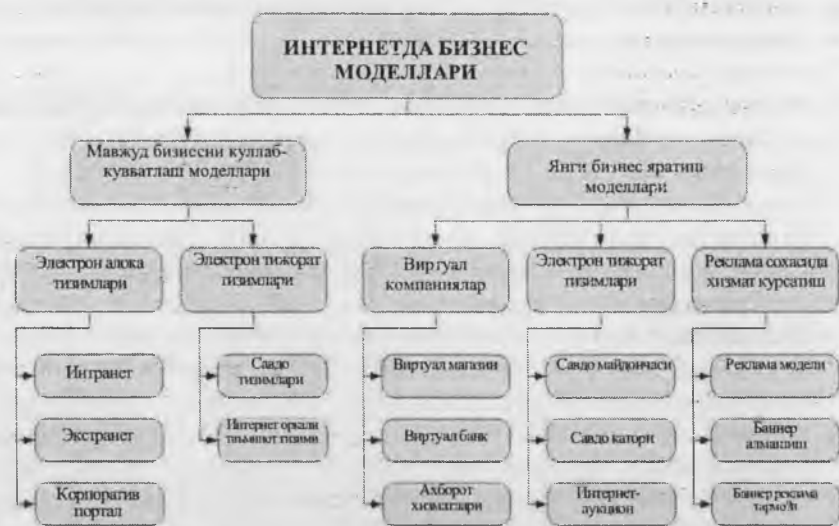 ИНТЕРНЕТДА БИЗНЕС
МОДЕЛЛАРИ
Мавжуд бизнесни куллаб-
кувватлаш моделлари
Янги бизнес яратиш
моделлари
Электрон алока
тизимлари
Электрон тижорат
тизимлари
Виртуал
компаниялар
Электрон тижорат
тизимлари
Реклама сохасида
хизмат курсатиш
Интранет
Савдо
тизимлари
Виртуал магазин
Савдо майдончаси
Реклама модели
Экстранет
Интернет оркали
таъминот тизими
Виртуал банк
Савдо катори
Баннер
алмашиш
Корпоратив
портал
Ахборот
хизматлари
Интернет-
аукцион
Баннер реклама